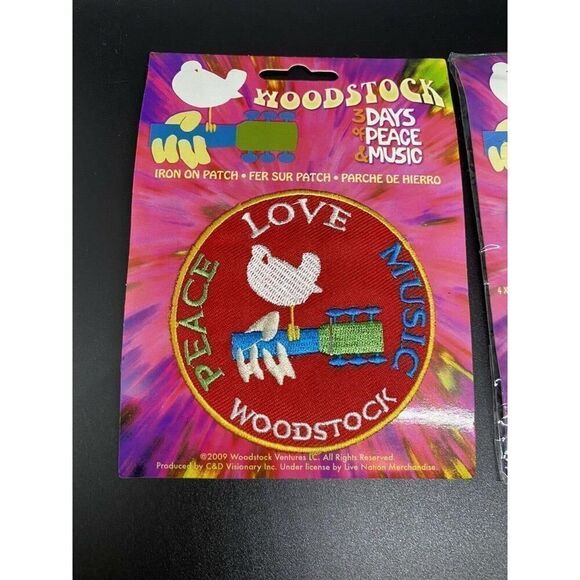 WOODSTOCK
3 DAYS
of PEACE
& MUSIC
IRON ON PATCH • FER SUR PATCH • PARCHE DE HIERRO
PEACE
LOVE
MUSIC
WOODSTOCK
©2009 Woodstock Ventures LC. All Rights Reserved.
Produced by C&D Visionary Inc. Under license by Live Nation Merchandise.
4 X